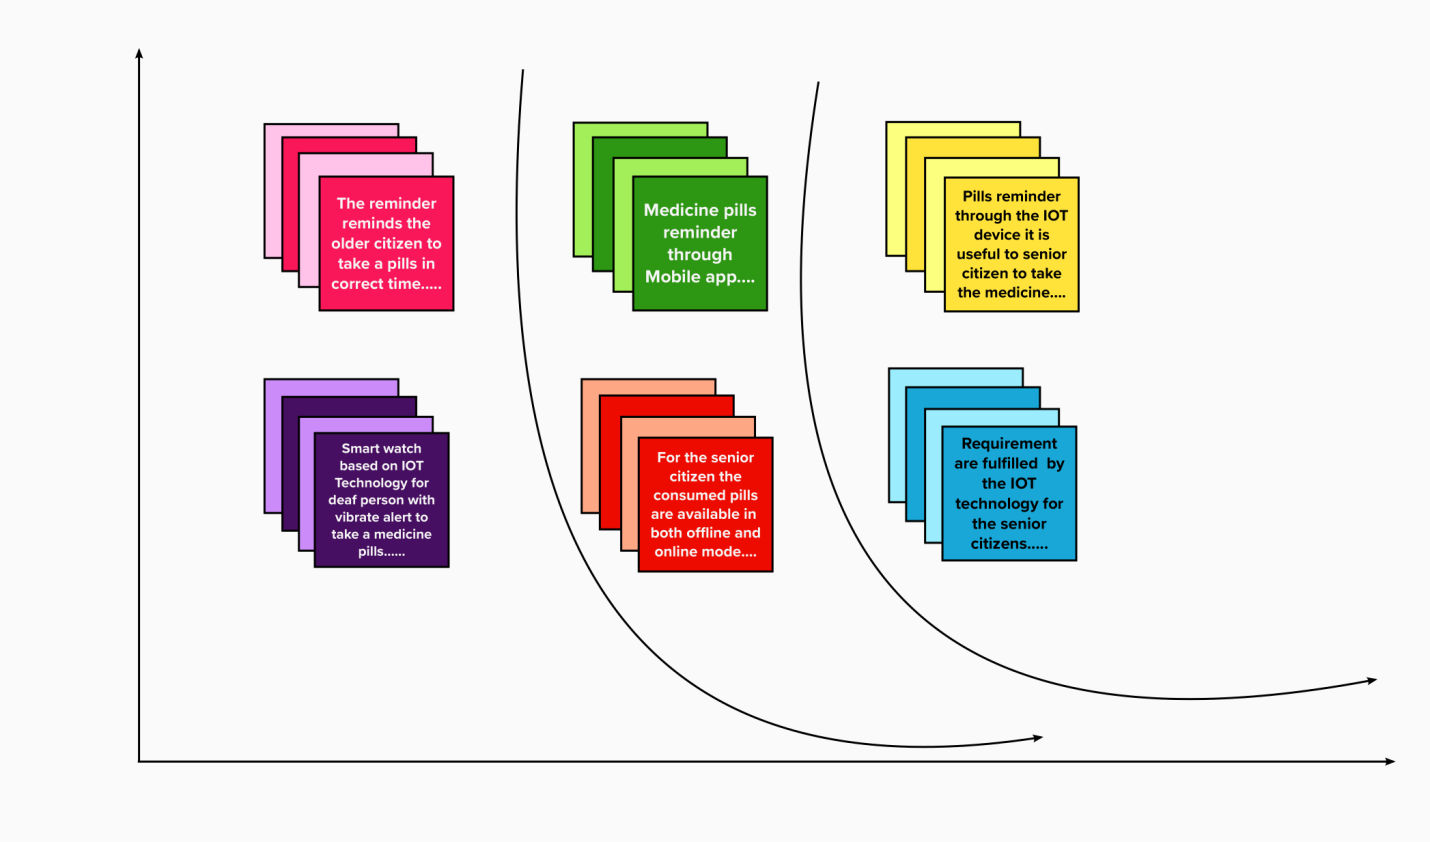 The reminder
reminds the
older citizen to
take a pills in
correct time.....
Medicine pills
reminder
through
Mobile app....
Pills reminder
through the IOT
device it is
useful to senior
citizen to take
the medicine....
Smart watch
based on IOT
Technology for
deaf person with
vibrate alert to
take a medicine
pills......
For the senior
citizen the
consumed pills
are available in
both offline and
online mode....
Requirement
are fulfilled  by
the IOT
technology for
the senior
citizens.....